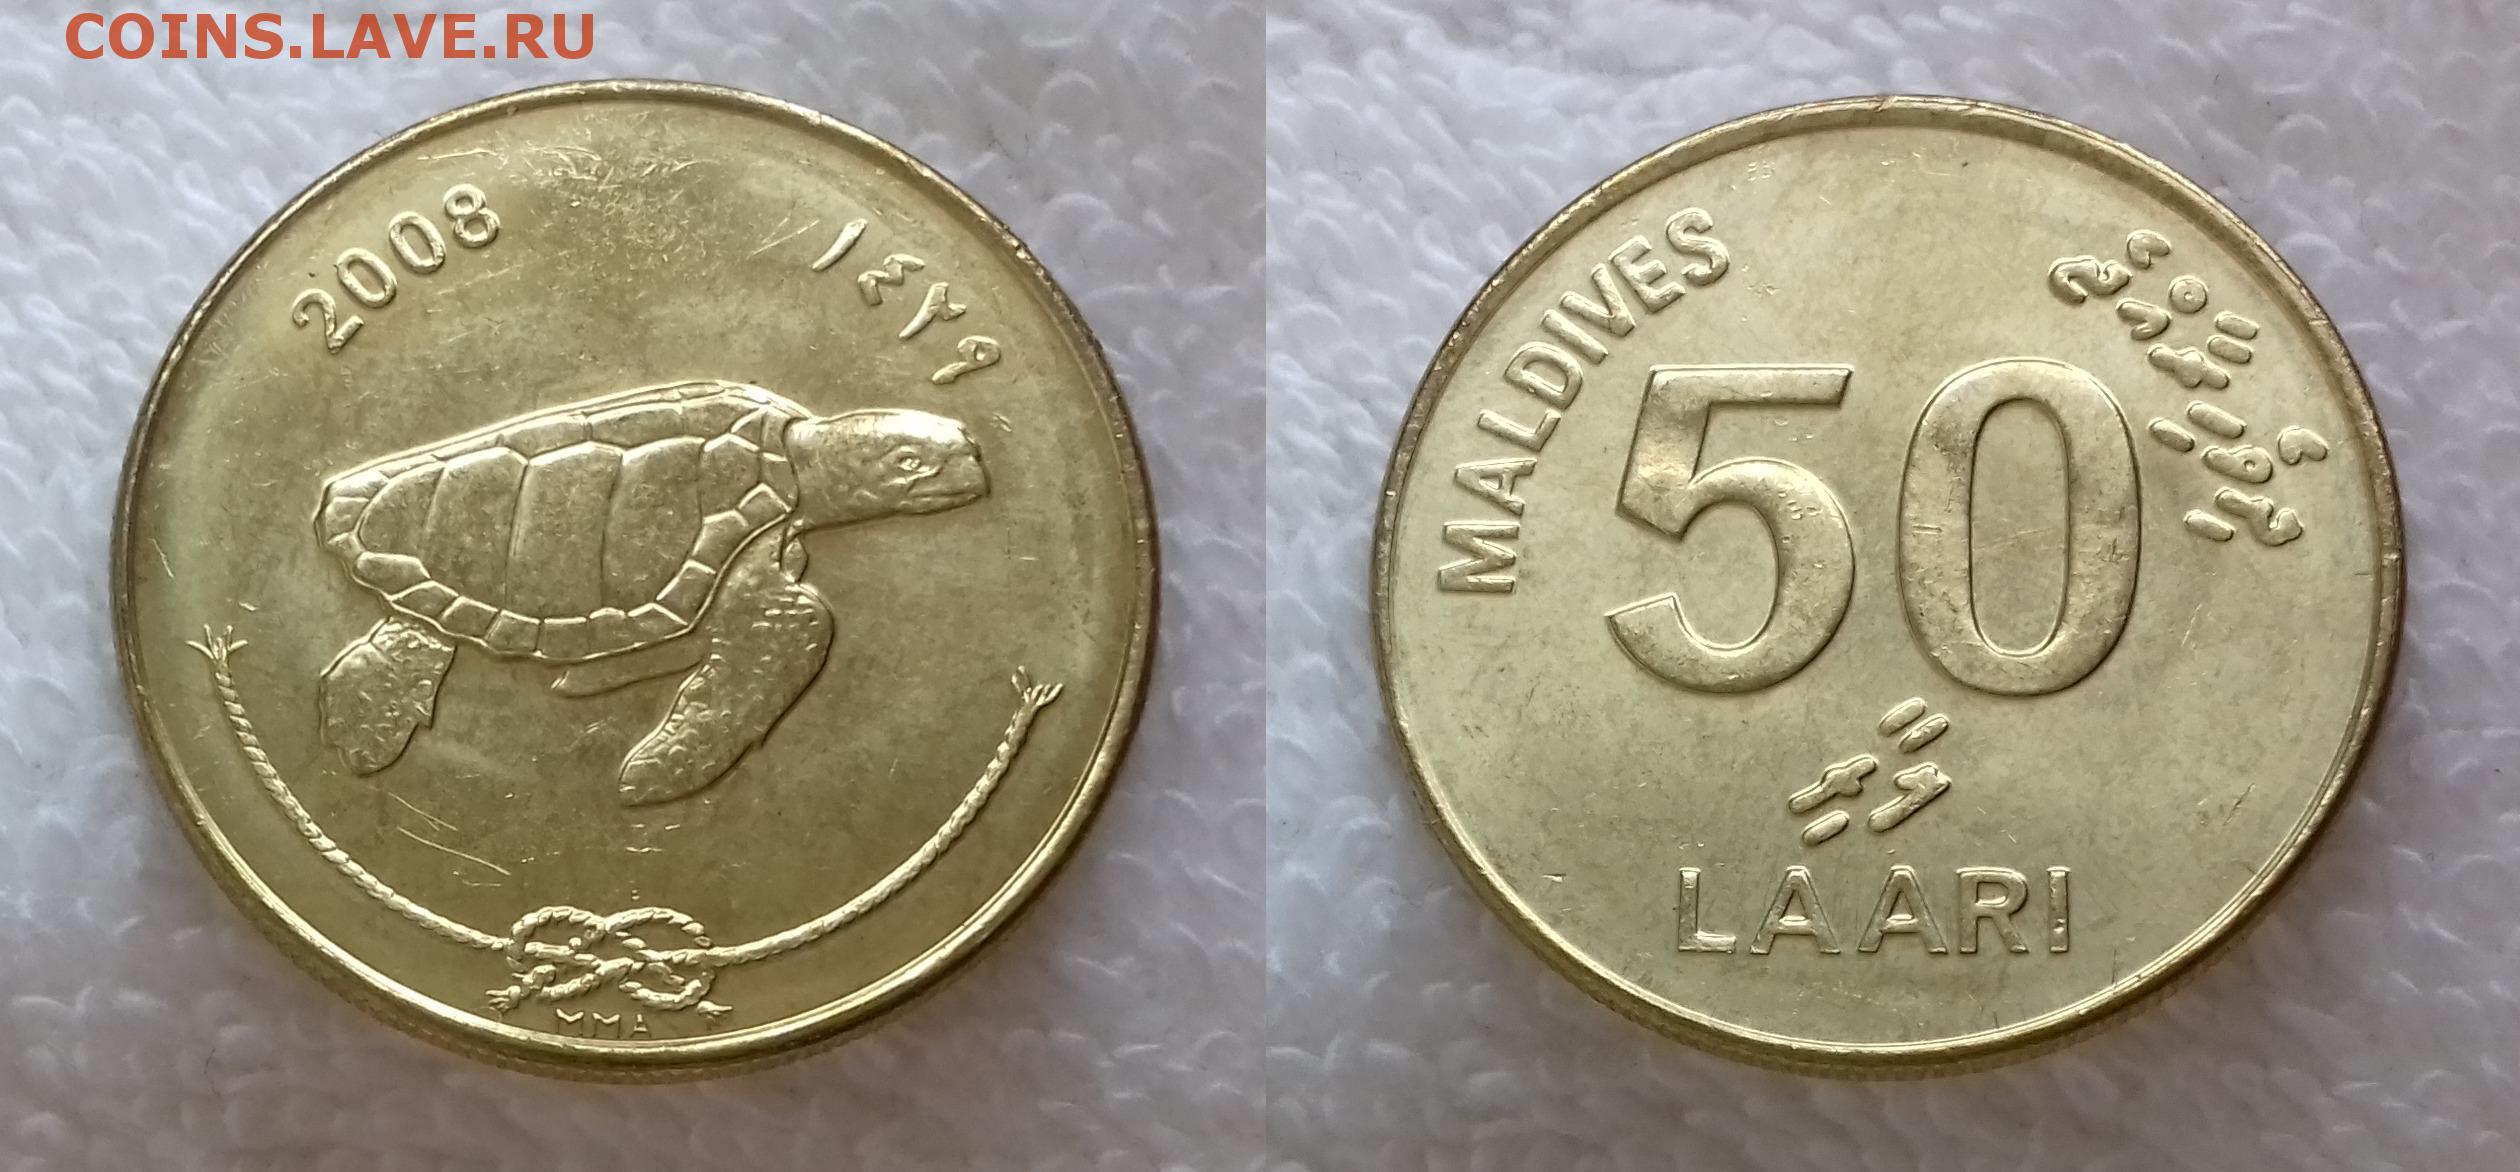 COINS.LAVE.RU
2008 ١٤٢٩
MMA
MALDIVES
ދިވެހިރާއްޖެ
50
ލާރި
LAARI